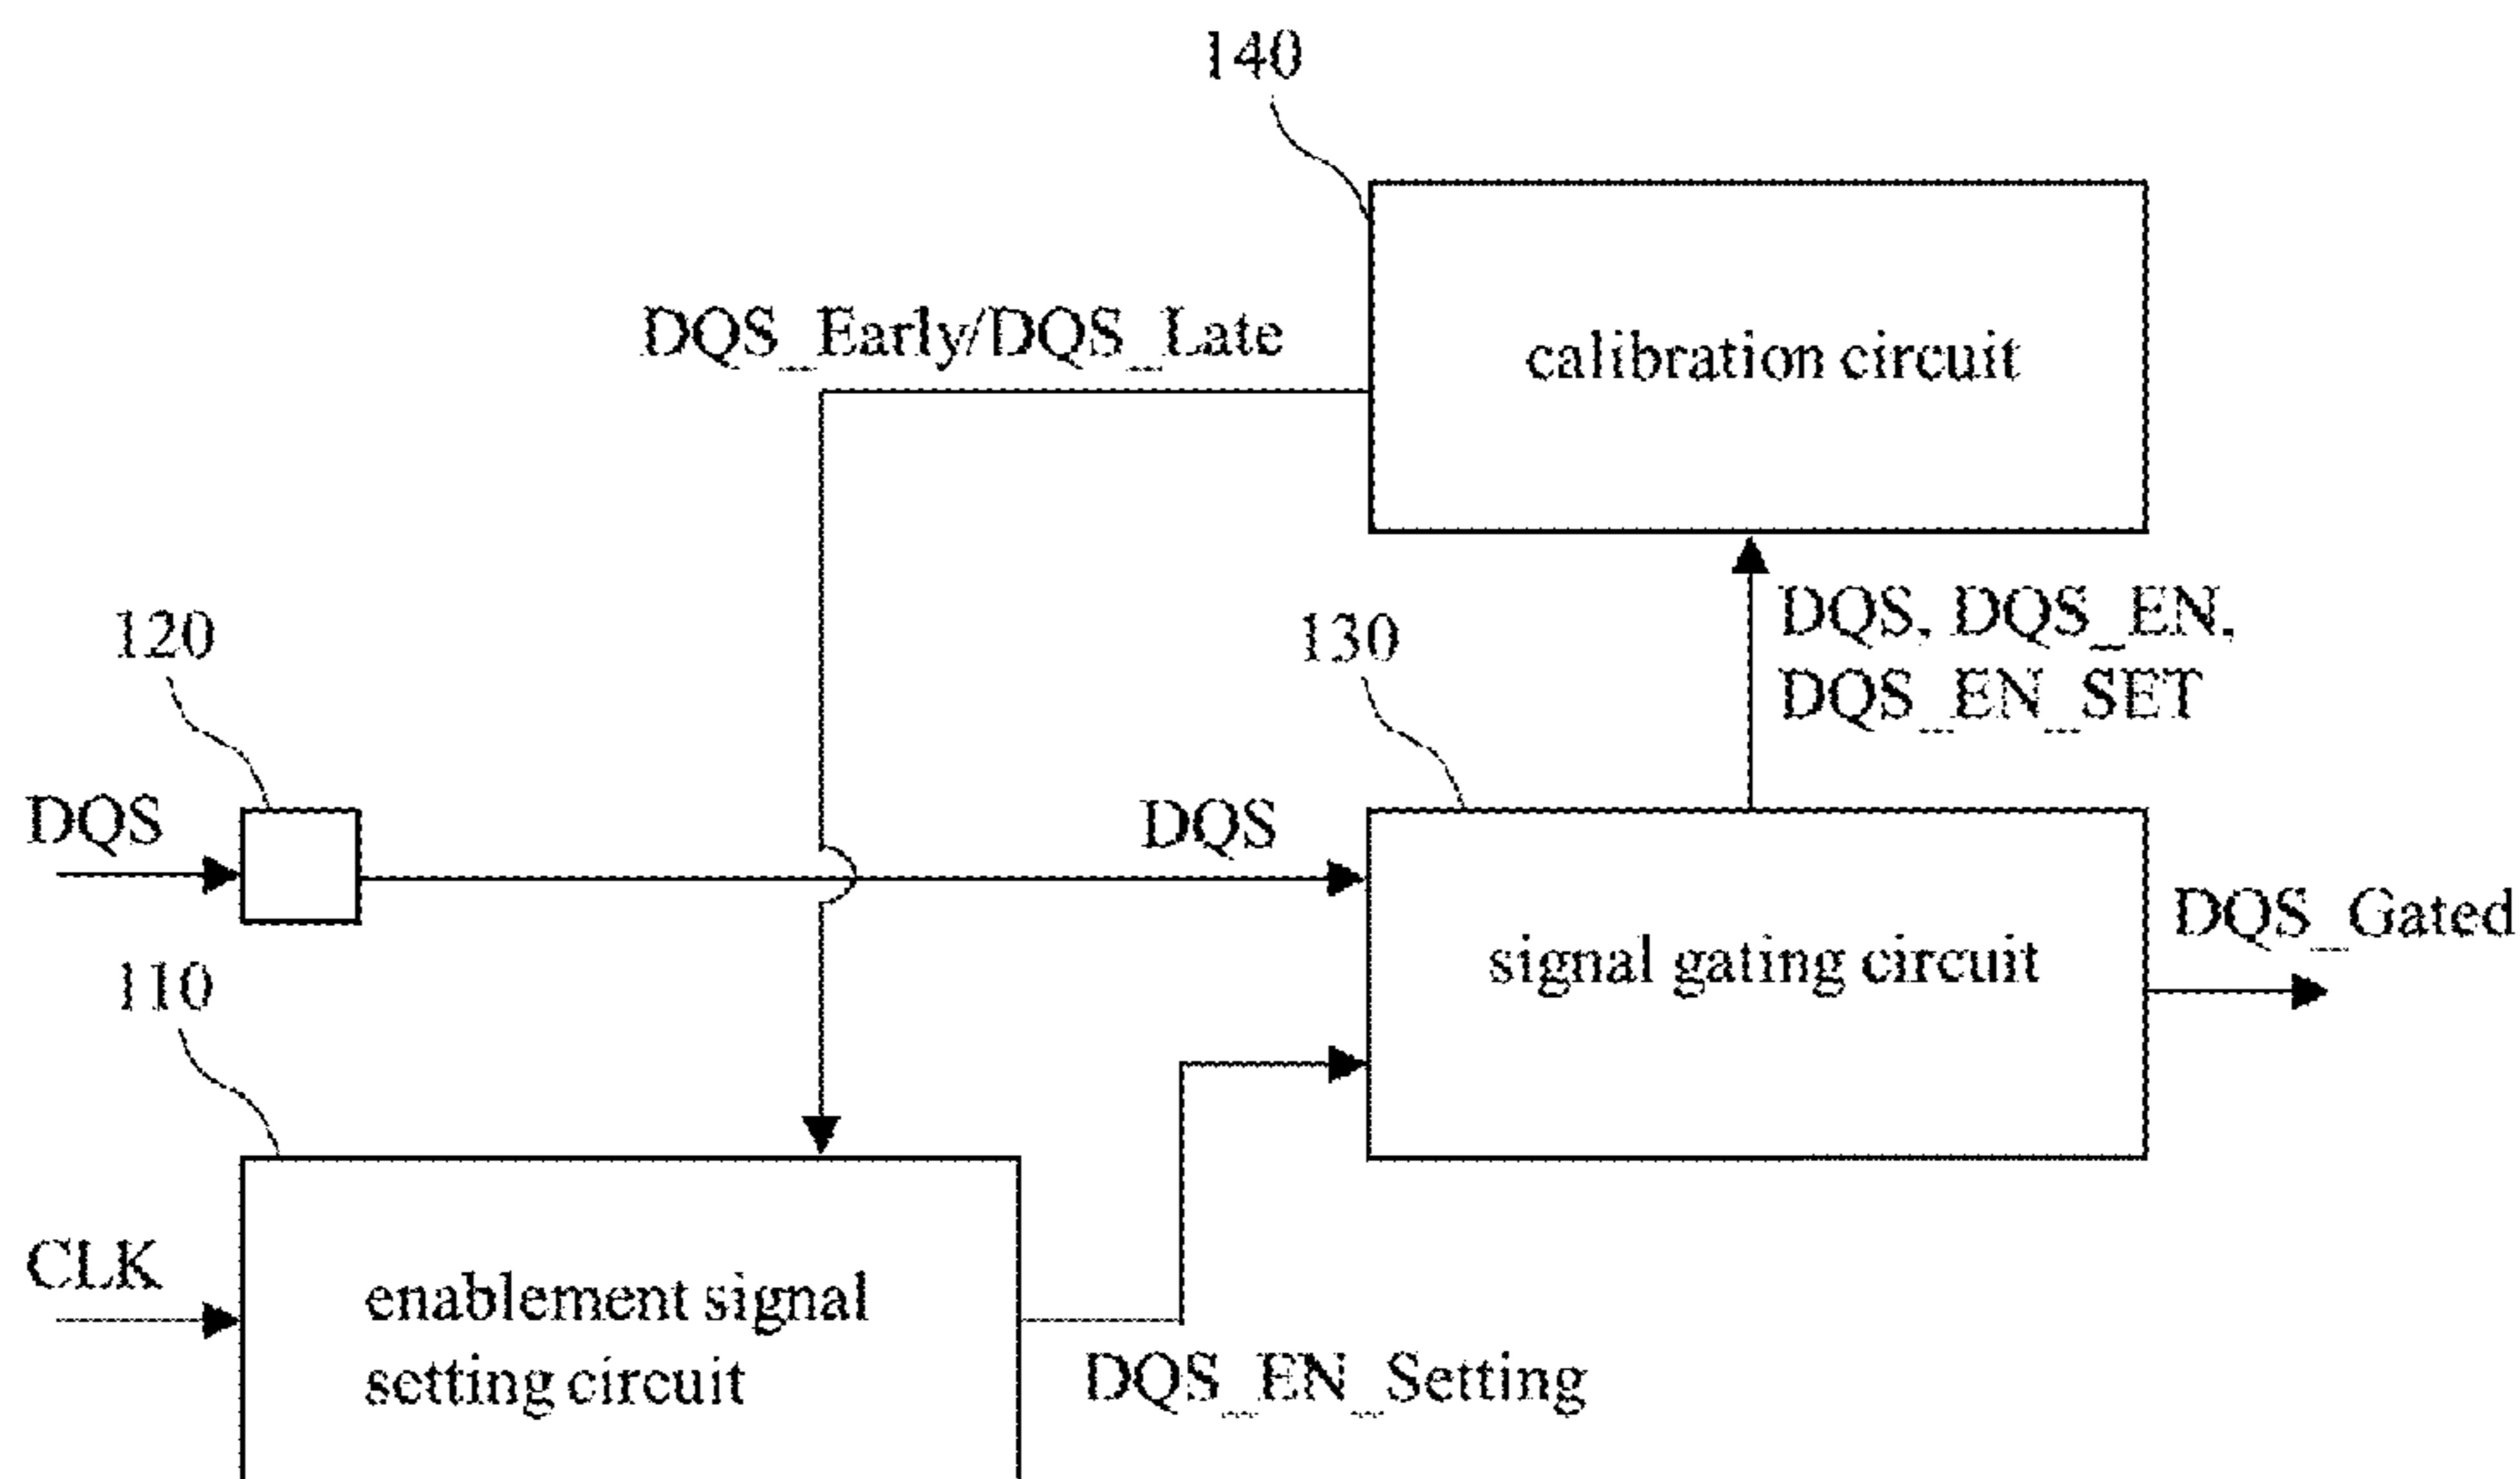 140
DQS_Early/DQS_Late
calibration circuit
120
130
DQS, DQS_EN,
DQS_EN_SET
DQS
DQS
DQS_Gated
signal gating circuit
110
CLK
enablement signal
setting circuit
DQS_EN_Setting